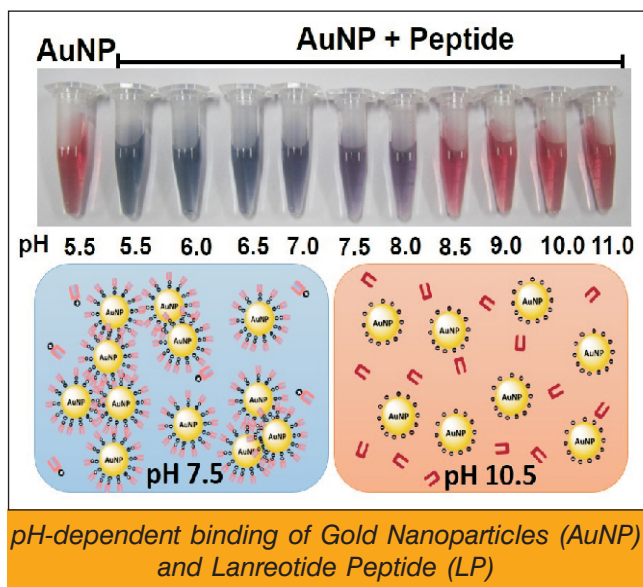 AuNP
AuNP + Peptide
pH 5.5 5.5 6.0 6.5 7.0 7.5 8.0 8.5 9.0 10.0 11.0
AuNP
AuNP
AuNP
AuNP
AuNP
AuNP
AuNP
AuNP
AuNP
AuNP
AuNP
AuNP
pH 7.5
AuNP
AuNP
AuNP
AuNP
AuNP
AuNP
AuNP
AuNP
pH 10.5
pH-dependent binding of Gold Nanoparticles (AuNP)
and Lanreotide Peptide (LP)